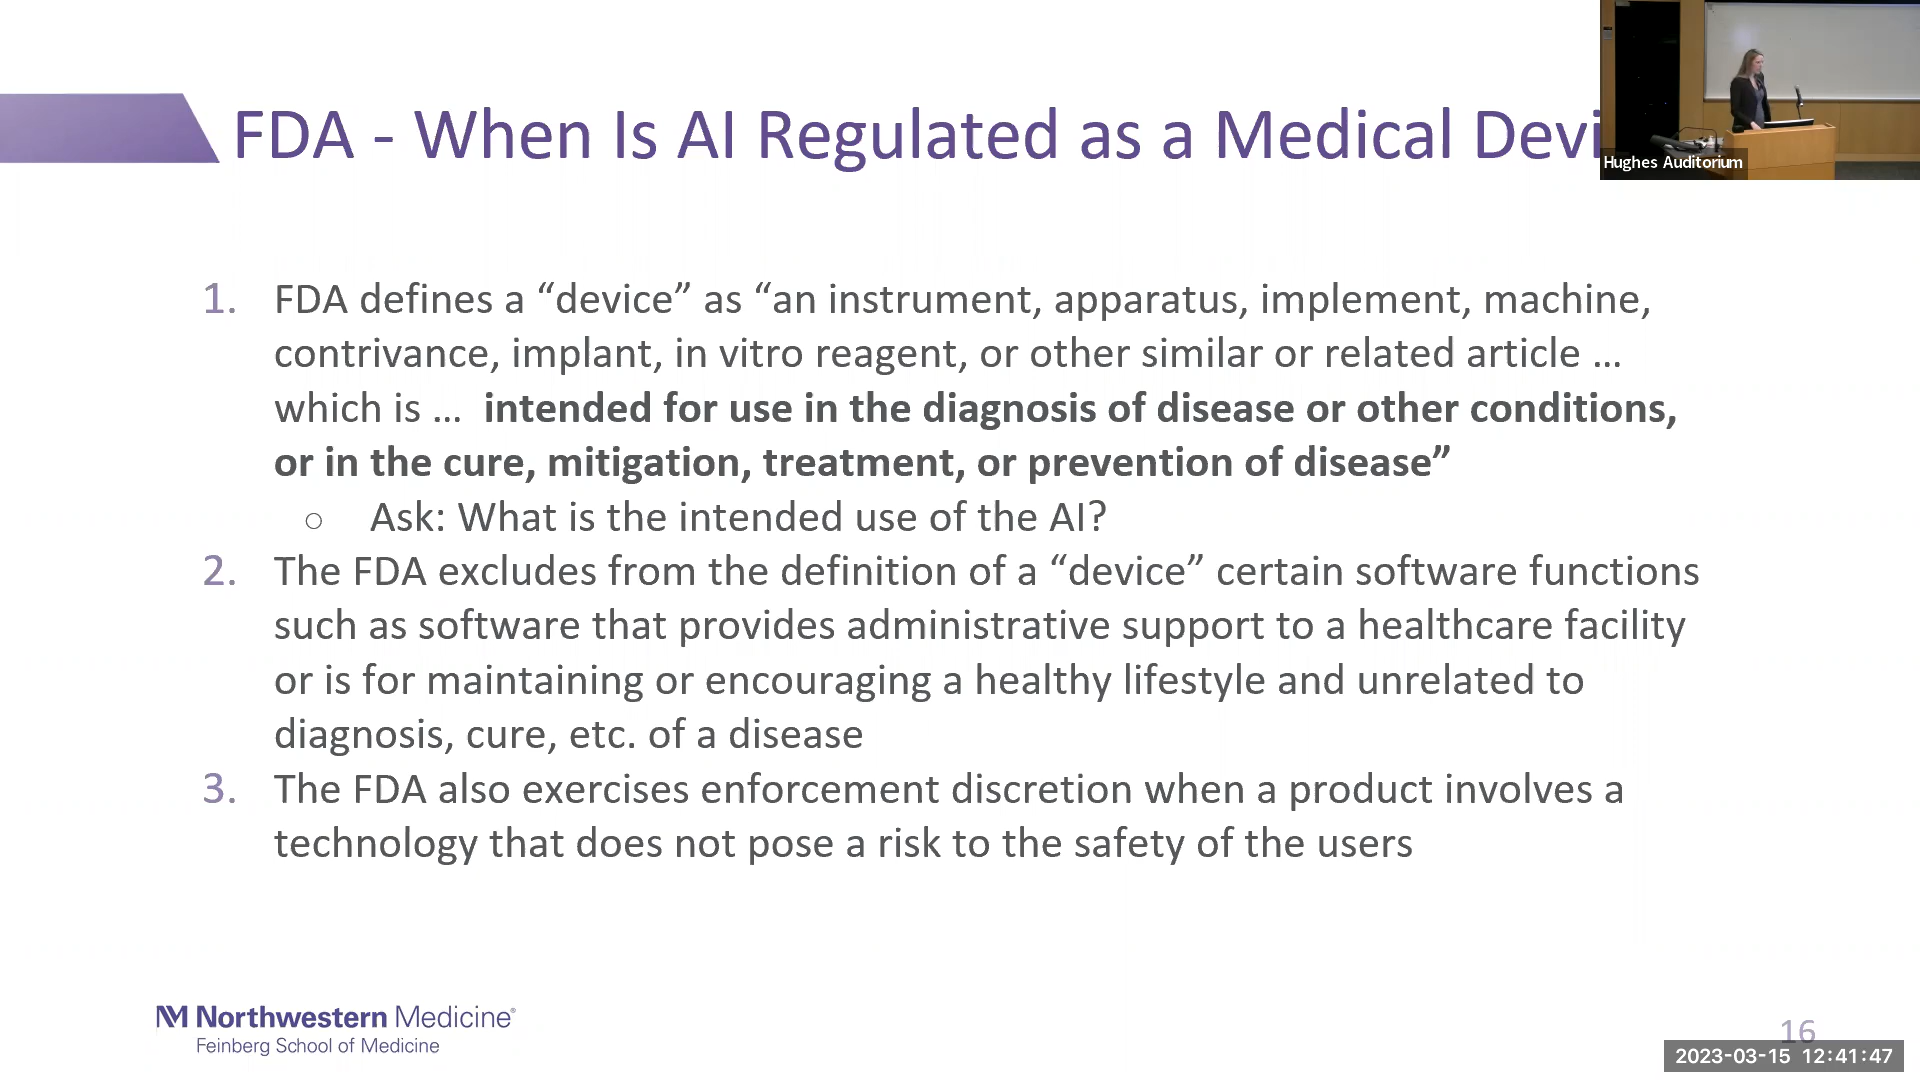 FDA - When Is AI Regulated as a Medical Devi
Hughes Auditorium
1. FDA defines a “device” as “an instrument, apparatus, implement, machine,
contrivance, implant, in vitro reagent, or other similar or related article ...
which is ... intended for use in the diagnosis of disease or other conditions,
or in the cure, mitigation, treatment, or prevention of disease”
○ Ask: What is the intended use of the AI?
2. The FDA excludes from the definition of a “device” certain software functions
such as software that provides administrative support to a healthcare facility
or is for maintaining or encouraging a healthy lifestyle and unrelated to
diagnosis, cure, etc. of a disease
3. The FDA also exercises enforcement discretion when a product involves a
technology that does not pose a risk to the safety of the users
NM Northwestern Medicine®
Feinberg School of Medicine
16
2023-03-15 12:41:47